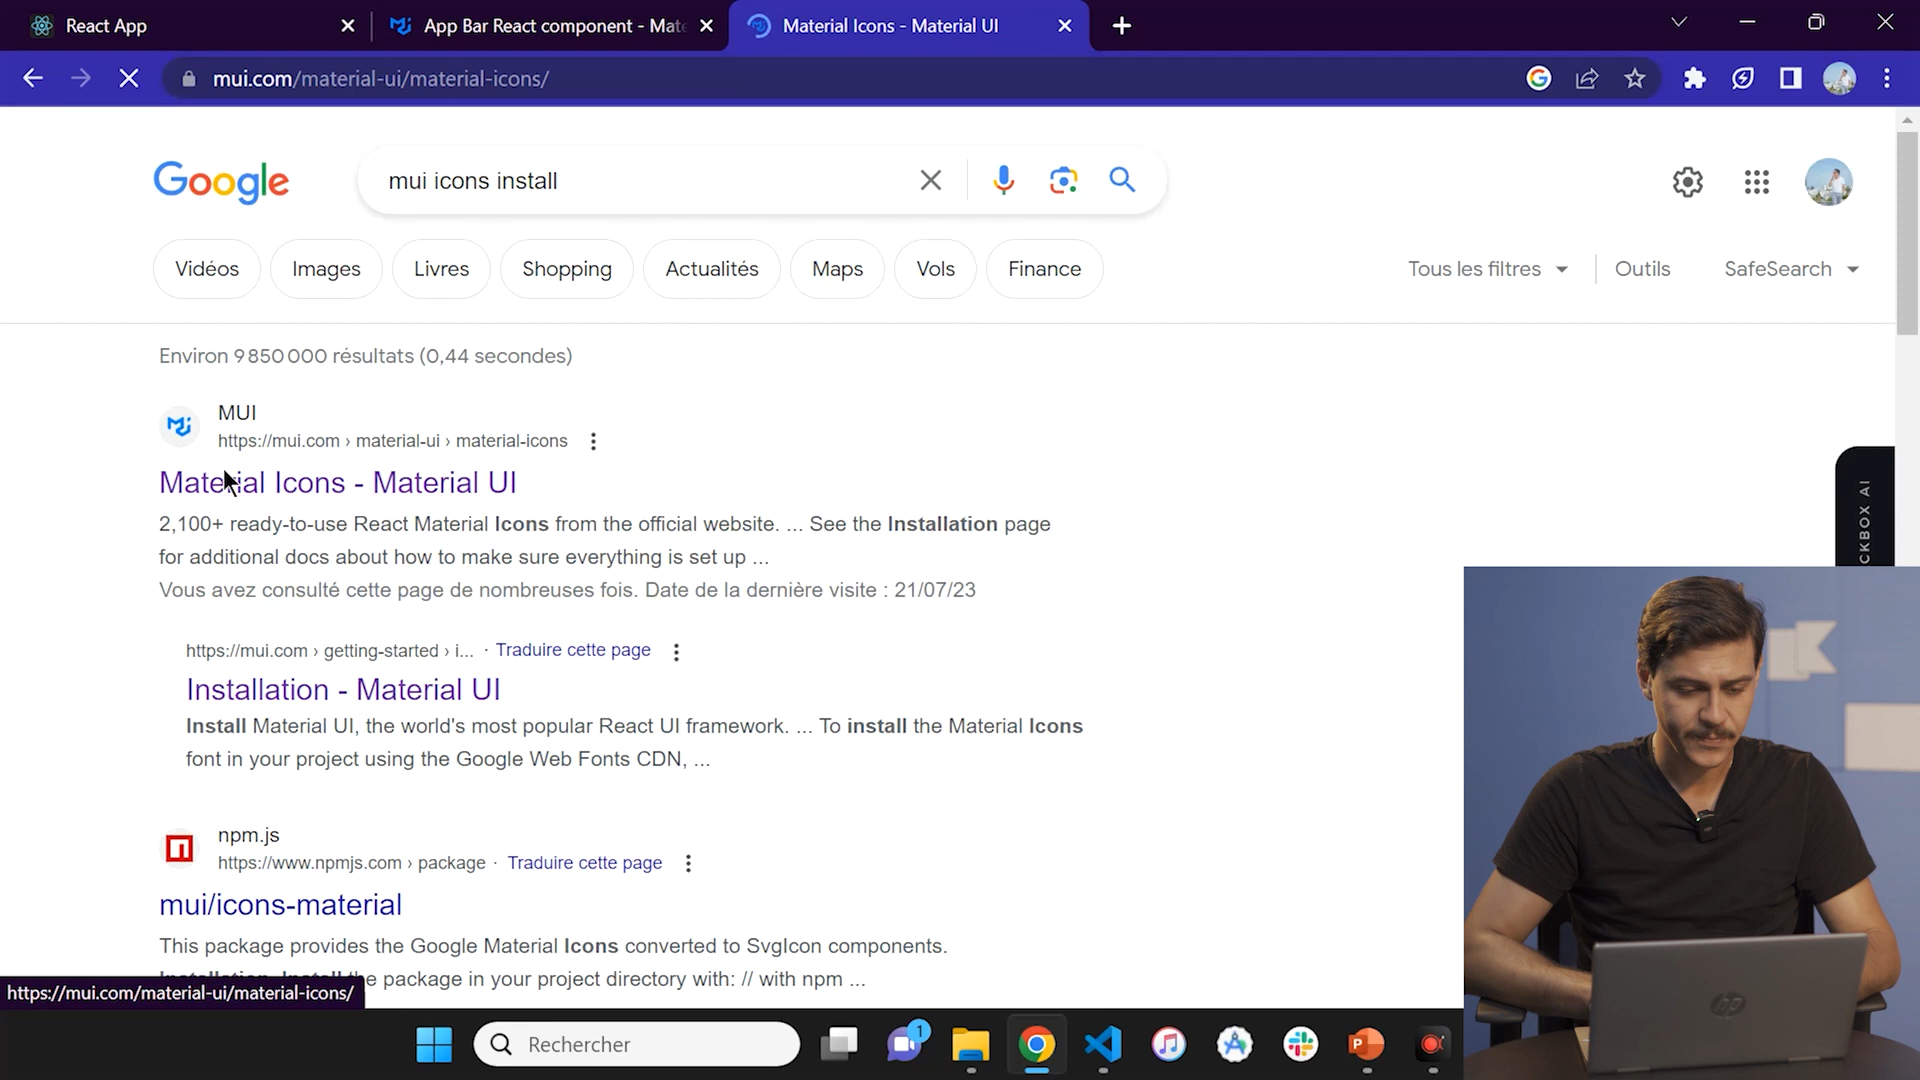 React App
App Bar React component - Mate
Material Icons - Material UI
mui.com/material-ui/material-icons/
Google
mui icons install
Vidéos
Images
Livres
Shopping
Actualités
Maps
Vols
Finance
Tous les filtres
Outils
SafeSearch
Environ 9 850 000 résultats (0,44 secondes)
MUI
https://mui.com › material-ui › material-icons
Material Icons - Material UI
2,100+ ready-to-use React Material Icons from the official website. ... See the Installation page
for additional docs about how to make sure everything is set up ...
Vous avez consulté cette page de nombreuses fois. Date de la dernière visite : 21/07/23
CKBOX AI
https://mui.com › getting-started › i... · Traduire cette page
Installation - Material UI
Install Material UI, the world's most popular React UI framework. ... To install the Material Icons
font in your project using the Google Web Fonts CDN, ...
npm.js
https://www.npmjs.com › package · Traduire cette page
mui/icons-material
This package provides the Google Material Icons converted to SvgIcon components.
Installation. Install the package in your project directory with: // with npm ...
https://mui.com/material-ui/material-icons/
Rechercher
1
hp